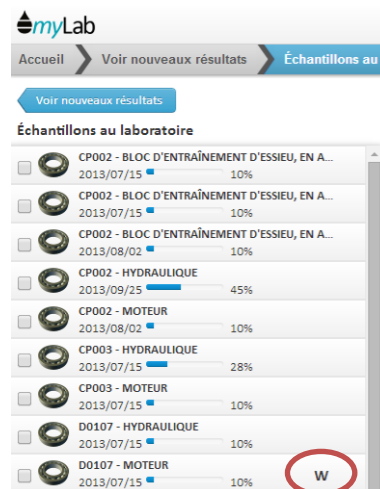 myLab
Accueil Voir nouveaux résultats Échantillons au
Voir nouveaux résultats
Échantillons au laboratoire
CP002 - BLOC D'ENTRAÎNEMENT D'ESSIEU, EN A...
2013/07/15 10%
CP002 - BLOC D'ENTRAÎNEMENT D'ESSIEU, EN A...
2013/07/15 10%
CP002 - BLOC D'ENTRAÎNEMENT D'ESSIEU, EN A...
2013/08/02 10%
CP002 - HYDRAULIQUE
2013/09/25 45%
CP002 - MOTEUR
2013/08/02 10%
CP003 - HYDRAULIQUE
2013/07/15 28%
CP003 - MOTEUR
2013/07/15 10%
D0107 - HYDRAULIQUE
2013/07/15 10%
D0107 - MOTEUR
2013/07/15 10% W